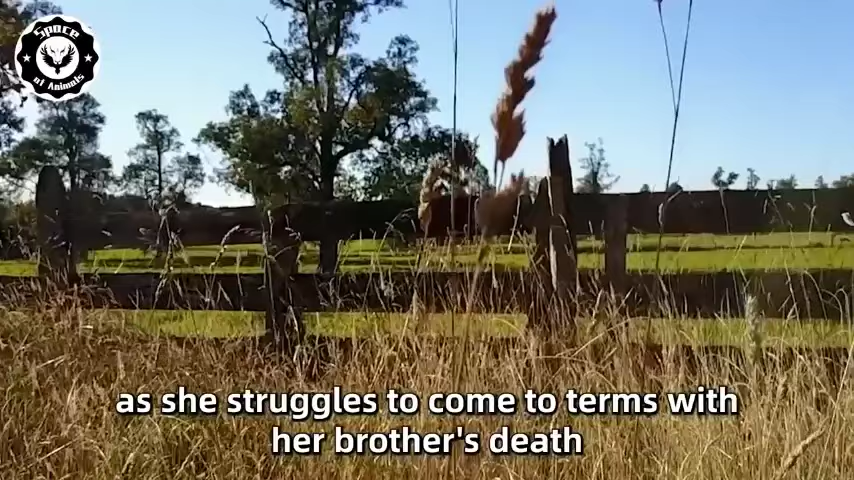 Space
of Animals
as she struggles to come to terms with
her brother's death